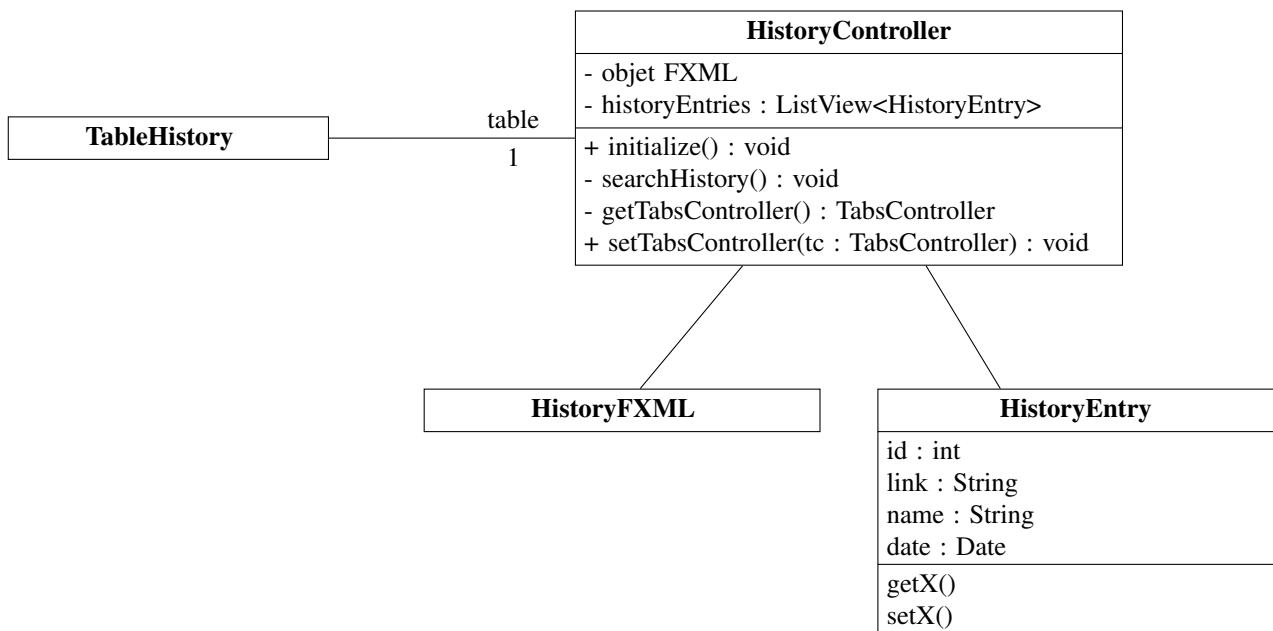 HistoryController
- objet FXML
- historyEntries : ListView<HistoryEntry>
TableHistory
table
1
+ initialize() : void
- searchHistory() : void
- getTabsController() : TabsController
+ setTabsController(tc : TabsController) : void
HistoryFXML
HistoryEntry
id : int
link : String
name : String
date : Date
getX()
setX()